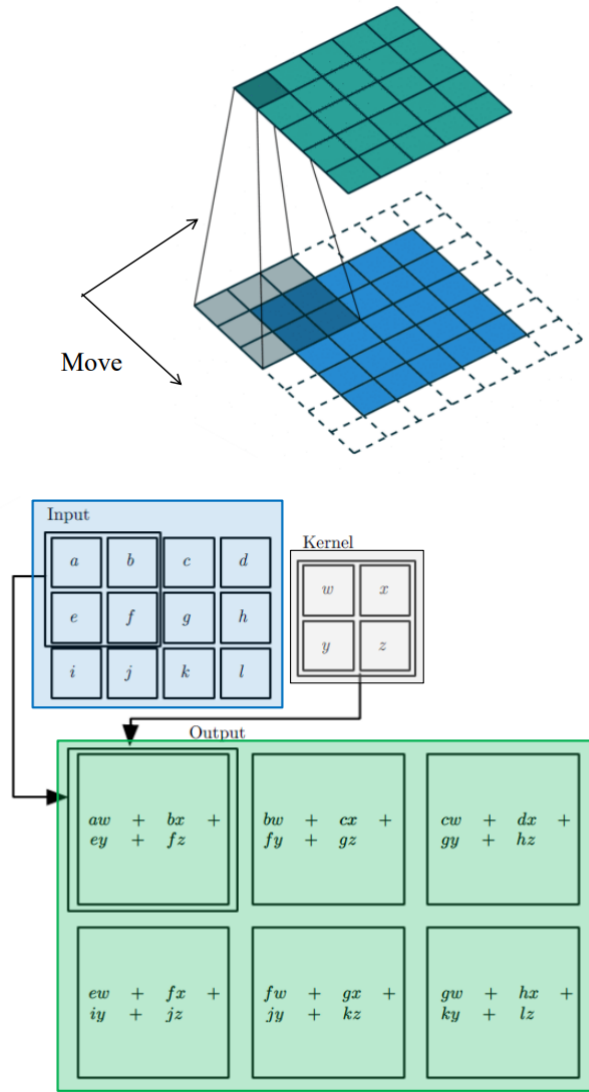 Move
Input
a b c d
e f g h
i j k l
Kernel
w x
y z
Output
aw + bx +
ey + fz
bw + cx +
fy + gz
cw + dx +
gy + hz
ew + fx +
iy + jz
fw + gx +
jy + kz
gw + hx +
ky + lz